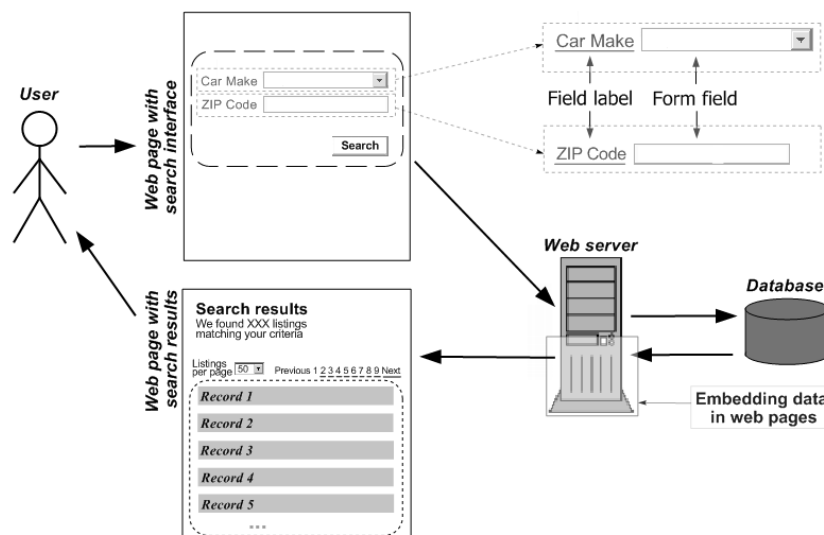 User
Web page with
search interface
Car Make
ZIP Code
Search
Car Make
Field label
Form field
ZIP Code
Web server
Database
Embedding data
in web pages
Web page with
search results
Search results
We found XXX listings
matching your criteria
Listings
per page
50
Previous 1 2 3 4 5 6 7 8 9 Next
Record 1
Record 2
Record 3
Record 4
Record 5
...